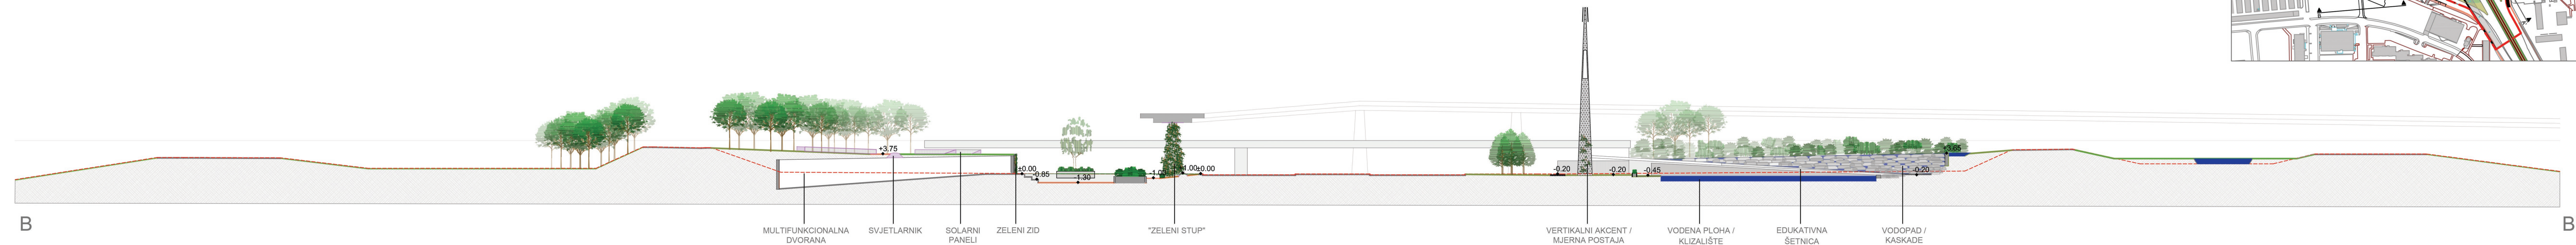 +3.75
±0.00
-0.85
-1.30
-1.00
-1.00
±0.00
-0.20
-0.20
-0.45
-0.20
+3.65
B
B
MULTIFUNKCIONALNA
DVORANA
SVJETLARNIK
SOLARNI
PANELI
ZELENI ZID
"ZELENI STUP"
VERTIKALNI AKCENT /
MJERNA POSTAJA
VODENA PLOHA /
KLIZALIŠTE
EDUKATIVNA
ŠETNICA
VODOPAD /
KASKADE